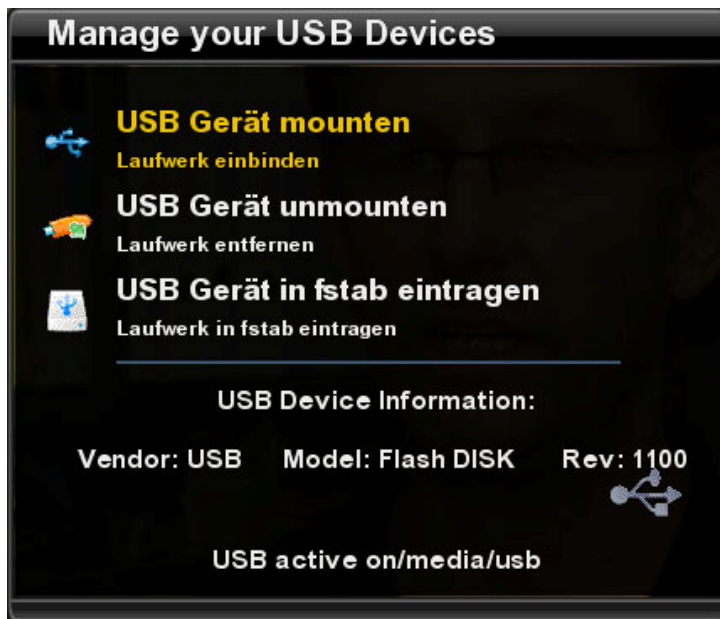 Manage your USB Devices
USB Gerät mounten
Laufwerk einbinden
USB Gerät unmounten
Laufwerk entfernen
USB Gerät in fstab eintragen
Laufwerk in fstab eintragen
USB Device Information:
Vendor: USB Model: Flash DISK Rev: 1100
USB active on/media/usb